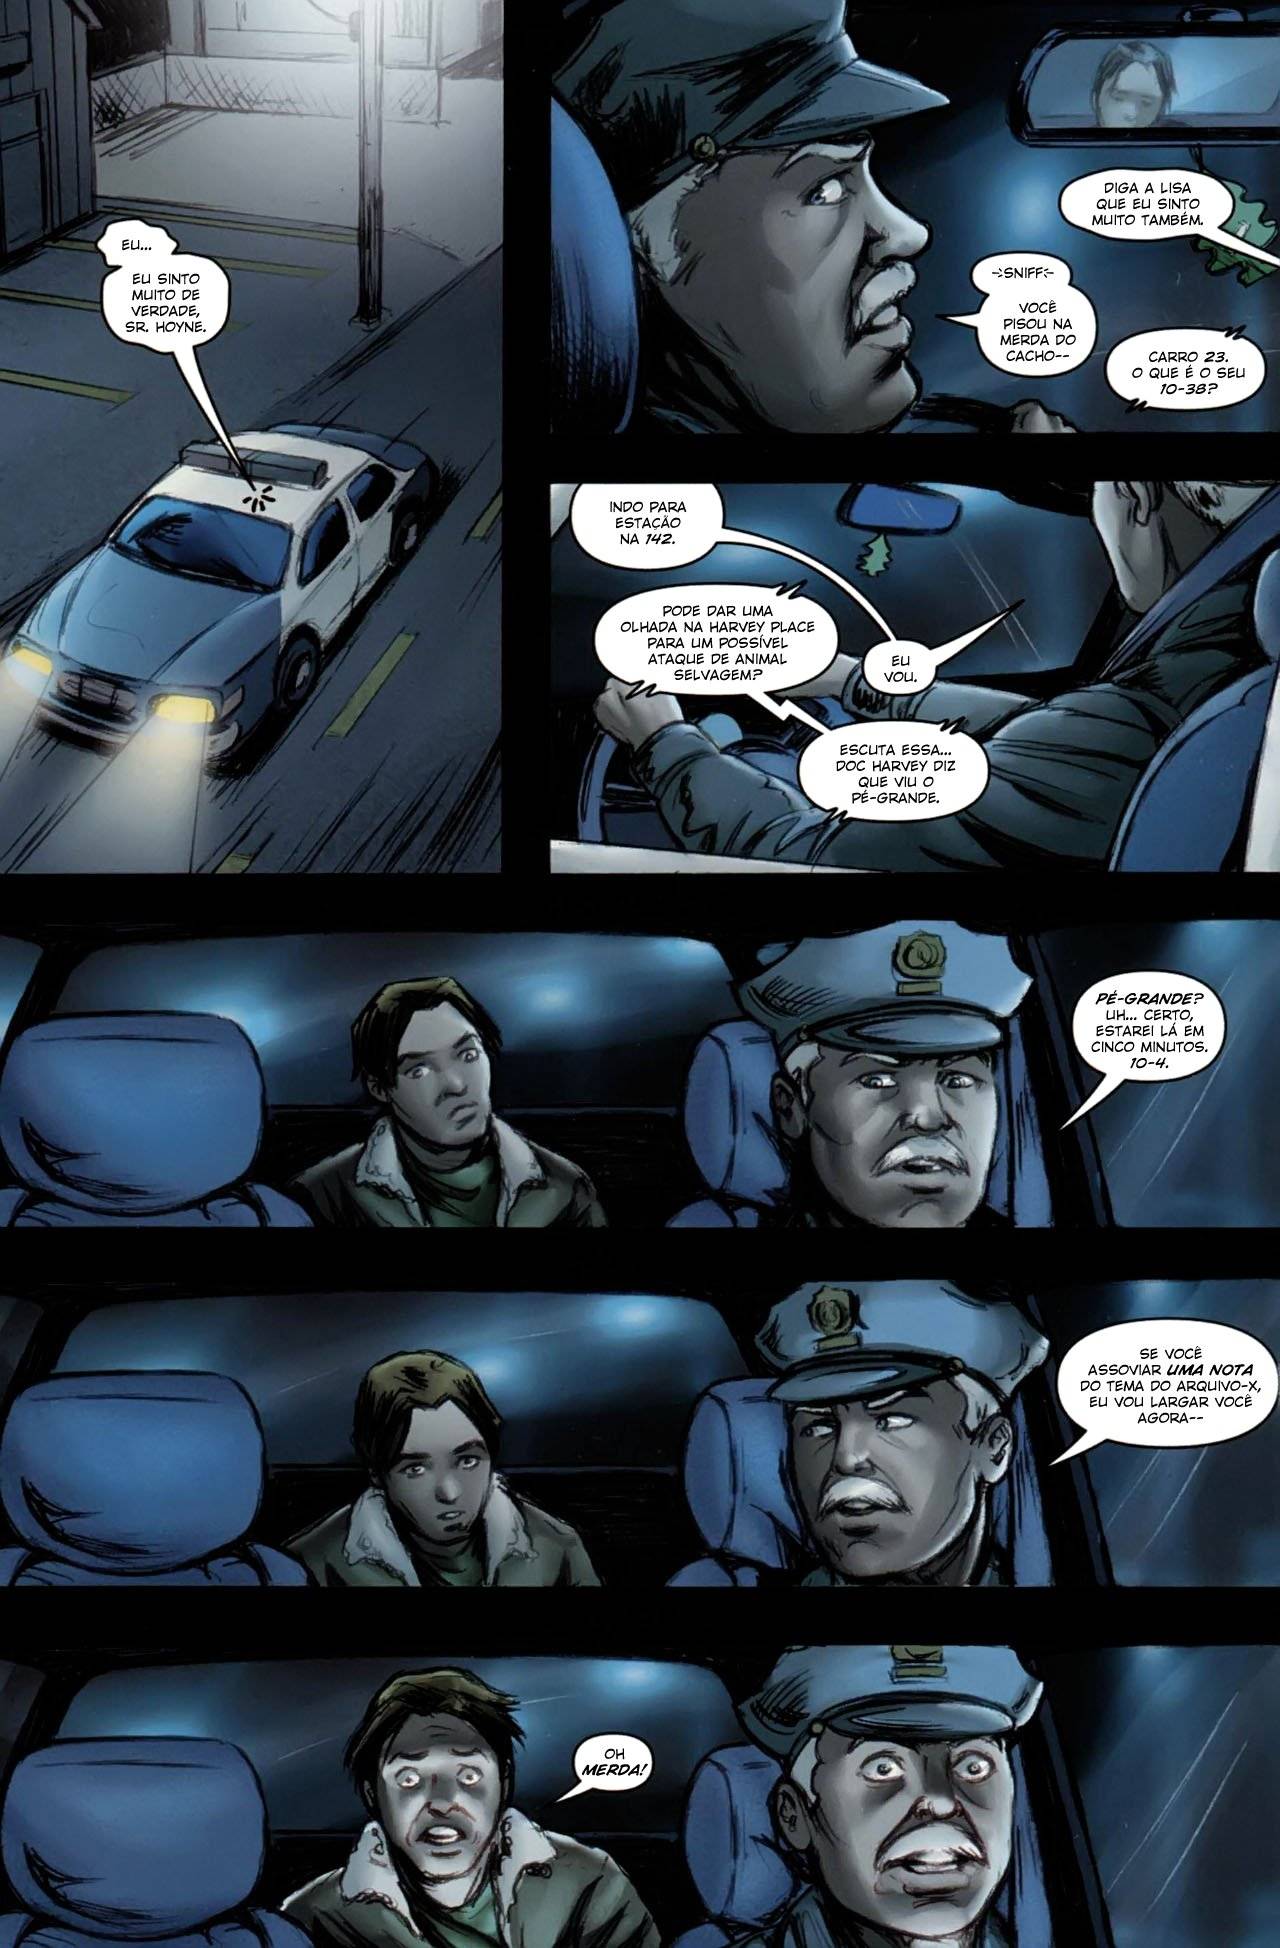 EU...
EU SINTO
MUITO DE
VERDADE,
SR. HOYNE.
DIGA A LISA
QUE EU SINTO
MUITO TAMBÉM.
-SNIFF-
VOCÊ
PISOU NA
MERDA DO
CACHO--
CARRO 23.
O QUE É O SEU
10-38?
INDO PARA
ESTAÇÃO
NA 142.
PODE DAR UMA
OLHADA NA HARVEY PLACE
PARA UM POSSÍVEL
ATAQUE DE ANIMAL
SELVAGEM?
EU
VOU.
ESCUTA ESSA...
DOC HARVEY DIZ
QUE VIU O
PÉ-GRANDE.
PÉ-GRANDE?
UH... CERTO,
ESTAREI LÁ EM
CINCO MINUTOS.
10-4.
SE VOCÊ
ASSOVIAR UMA NOTA
DO TEMA DO ARQUIVO-X,
EU VOU LARGAR VOCÊ
AGORA--
OH
MERDA!